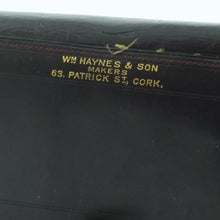 WM HAYNES & SON
MAKERS
63, PATRICK ST, CORK.